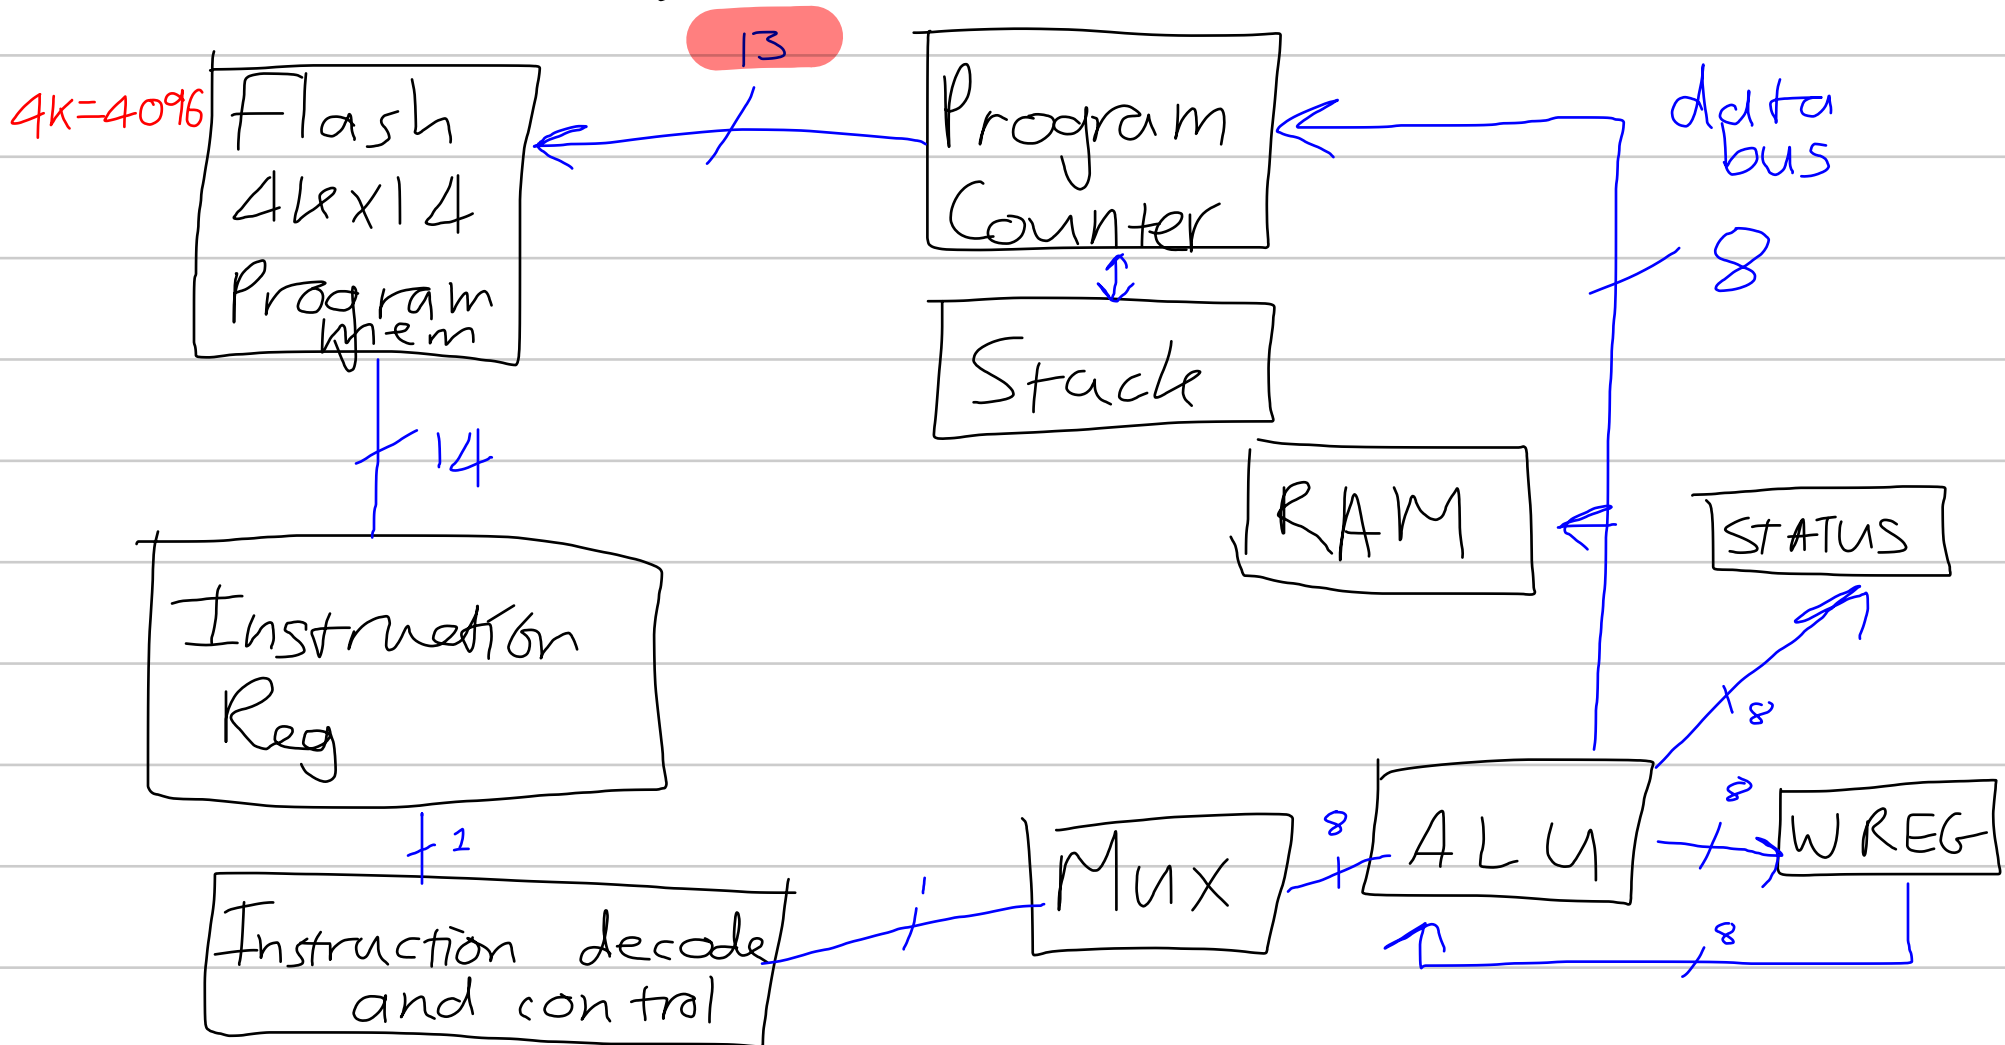 13
4K=4096
Flash
4kx14
Program
mem
Program
Counter
data
bus
8
Stack
14
RAM
STATUS
Instruction
Reg
8
1
Mux
8
ALU
8
WREG
Instruction decode
and control
1
8